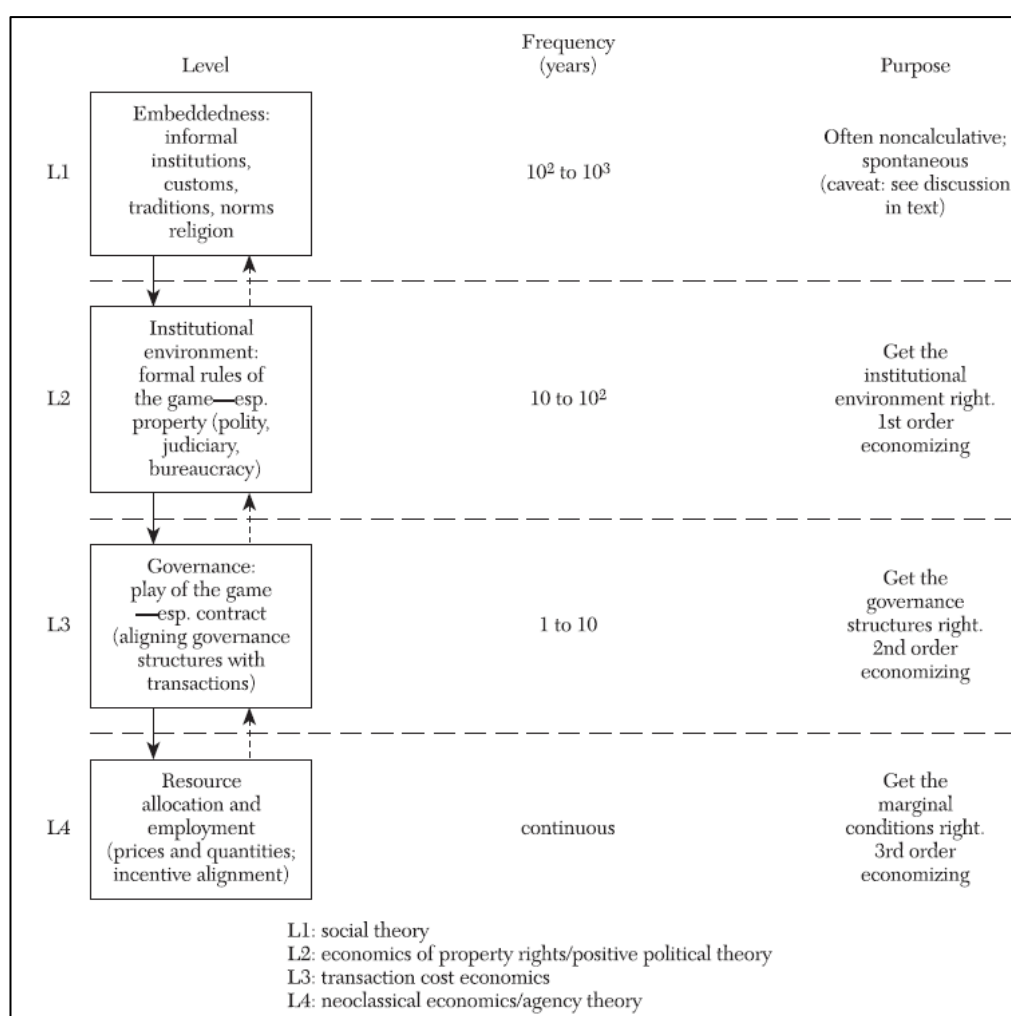 Level
Frequency
(years)
Purpose
L1
Embeddedness:
informal
institutions,
customs,
traditions, norms
religion
10² to 10³
Often noncalculative;
spontaneous
(caveat: see discussion
in text)
L2
Institutional
environment:
formal rules of
the game—esp.
property (polity,
judiciary,
bureaucracy)
10 to 10²
Get the
institutional
environment right.
1st order
economizing
L3
Governance:
play of the game
—esp. contract
(aligning governance
structures with
transactions)
1 to 10
Get the
governance
structures right.
2nd order
economizing
L4
Resource
allocation and
employment
(prices and quantities;
incentive alignment)
continuous
Get the
marginal
conditions right.
3rd order
economizing
L1: social theory
L2: economics of property rights/positive political theory
L3: transaction cost economics
L4: neoclassical economics/agency theory